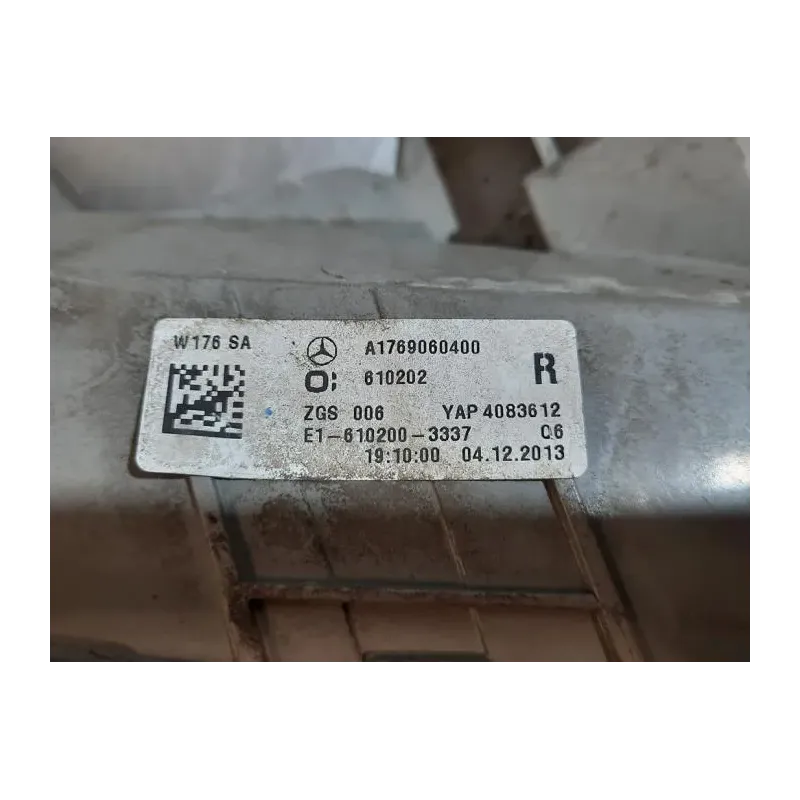 W176 SA
A1769060400
O: 610202
R
ZGS 006 YAP 4083612
E1-610200-3337 Q6
19:10:00 04.12.2013